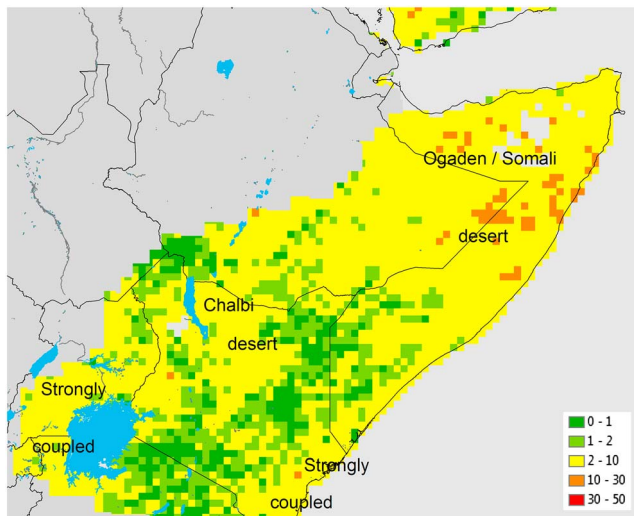 Ogaden / Somali
desert
Chalbi
desert
Strongly
coupled
Strongly
coupled
0 - 1
1 - 2
2 - 10
10 - 30
30 - 50